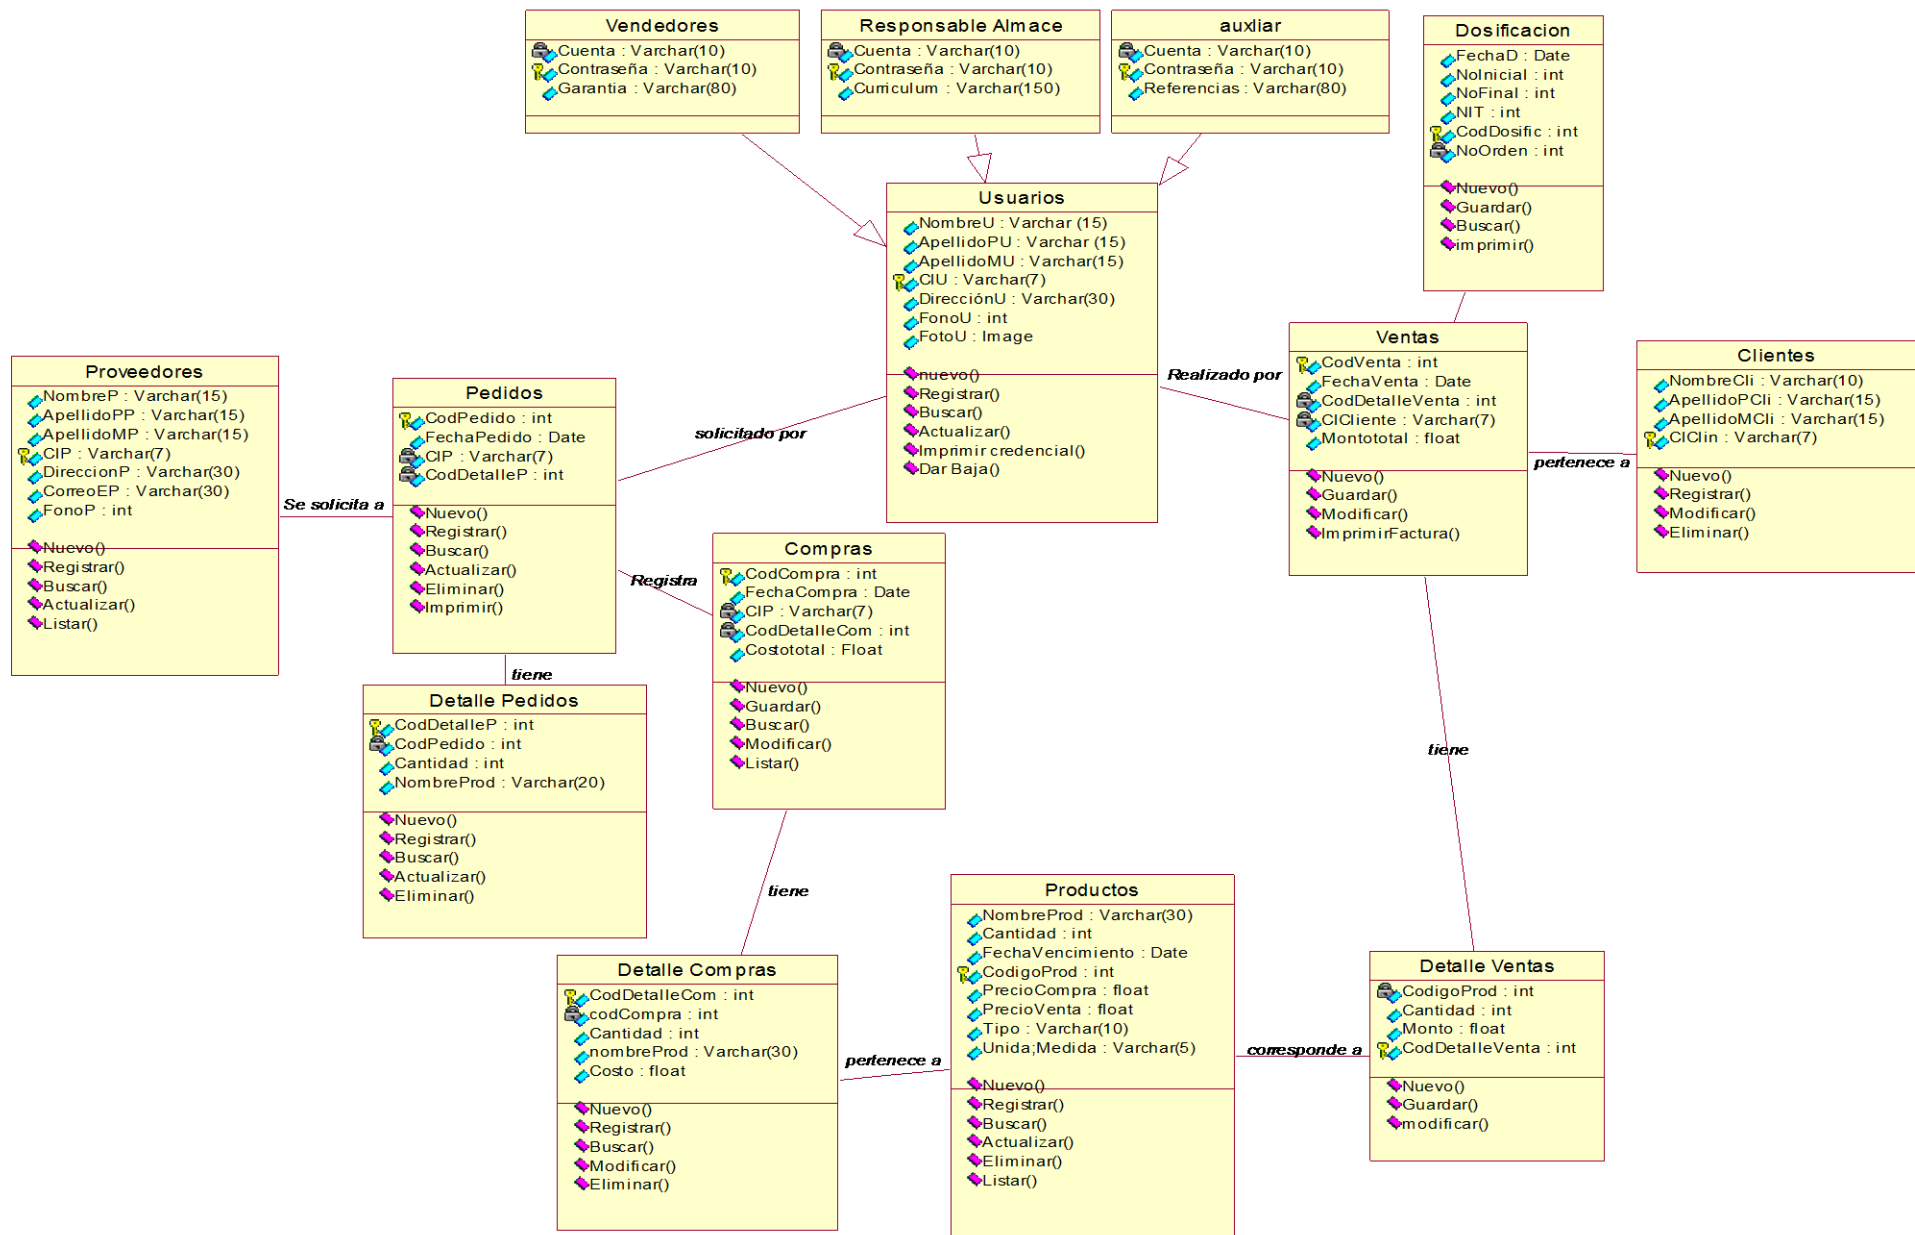 Vendedores
Cuenta : Varchar(10)
Contraseña : Varchar(10)
Garantia : Varchar(80)
Responsable Almace
Cuenta : Varchar(10)
Contraseña : Varchar(10)
Curriculum : Varchar(150)
auxliar
Cuenta : Varchar(10)
Contraseña : Varchar(10)
Referencias : Varchar(80)
Dosificacion
FechaD : Date
NoInicial : int
NoFinal : int
NIT : int
CodDosific : int
NoOrden : int
Nuevo()
Guardar()
Buscar()
imprimir()
Usuarios
NombreU : Varchar (15)
ApellidoPU : Varchar (15)
ApellidoMU : Varchar(15)
CIU : Varchar(7)
DirecciónU : Varchar(30)
FonoU : int
FotoU : Image
nuevo()
Registrar()
Buscar()
Actualizar()
Imprimir credencial()
Dar Baja()
Realizado por
Ventas
CodVenta : int
FechaVenta : Date
CodDetalleVenta : int
CICliente : Varchar(7)
Montototal : float
Nuevo()
Guardar()
Modificar()
ImprimirFactura()
pertenece a
Clientes
NombreCli : Varchar(10)
ApellidoPCli : Varchar(15)
ApellidoMCli : Varchar(15)
CIClin : Varchar(7)
Nuevo()
Registrar()
Modificar()
Eliminar()
Proveedores
NombreP : Varchar(15)
ApellidoPP : Varchar(15)
ApellidoMP : Varchar(15)
CIP : Varchar(7)
DireccionP : Varchar(30)
CorreoEP : Varchar(30)
FonoP : int
Nuevo()
Registrar()
Buscar()
Actualizar()
Listar()
Se solicita a
Pedidos
CodPedido : int
FechaPedido : Date
CIP : Varchar(7)
CodDetalleP : int
Nuevo()
Registrar()
Buscar()
Actualizar()
Eliminar()
Imprimir()
solicitado por
Registra
Compras
CodCompra : int
FechaCompra : Date
CIP : Varchar(7)
CodDetalleCom : int
Costototal : Float
Nuevo()
Guardar()
Buscar()
Modificar()
Listar()
tiene
Detalle Pedidos
CodDetalleP : int
CodPedido : int
Cantidad : int
NombreProd : Varchar(20)
Nuevo()
Registrar()
Buscar()
Actualizar()
Eliminar()
tiene
tiene
Detalle Compras
CodDetalleCom : int
codCompra : int
Cantidad : int
nombreProd : Varchar(30)
Costo : float
Nuevo()
Registrar()
Buscar()
Modificar()
Eliminar()
pertenece a
Productos
NombreProd : Varchar(30)
Cantidad : int
FechaVencimiento : Date
CodigoProd : int
PrecioCompra : float
PrecioVenta : float
Tipo : Varchar(10)
Unida;Medida : Varchar(5)
Nuevo()
Registrar()
Buscar()
Actualizar()
Eliminar()
Listar()
corresponde a
Detalle Ventas
CodigoProd : int
Cantidad : int
Monto : float
CodDetalleVenta : int
Nuevo()
Guardar()
modificar()